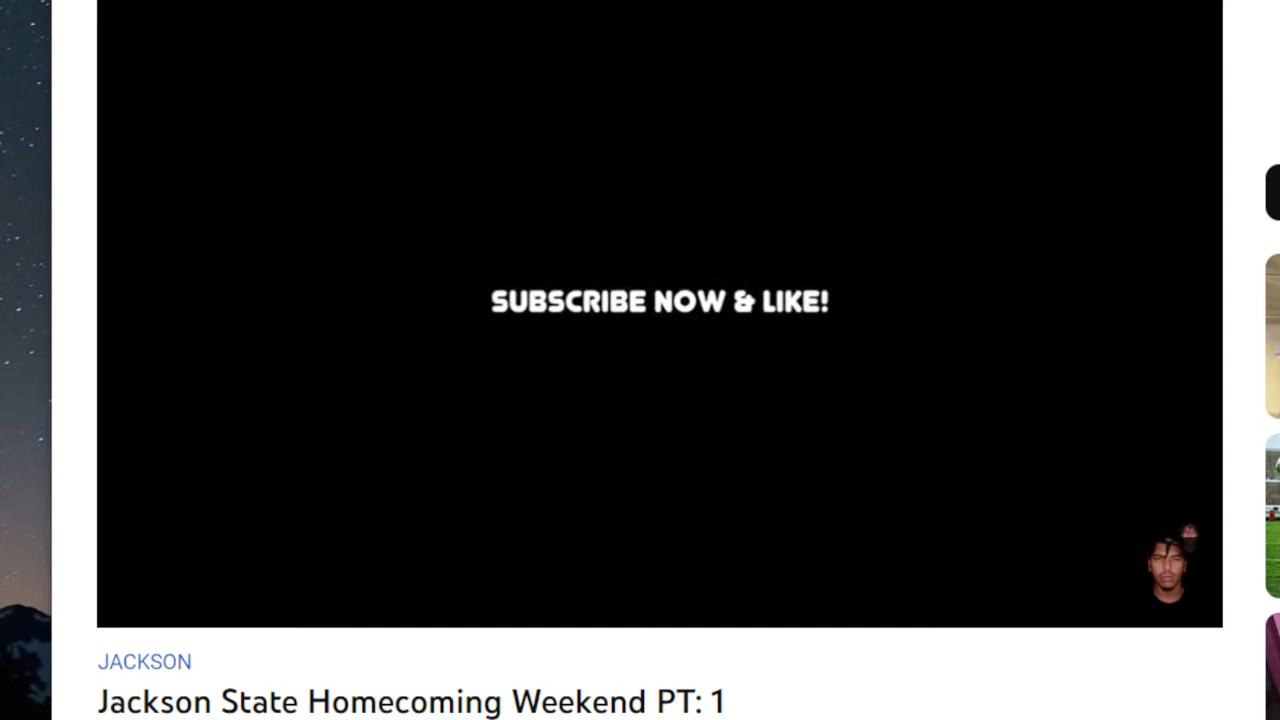 SUBSCRIBE NOW & LIKE!
JACKSON
Jackson State Homecoming Weekend PT: 1